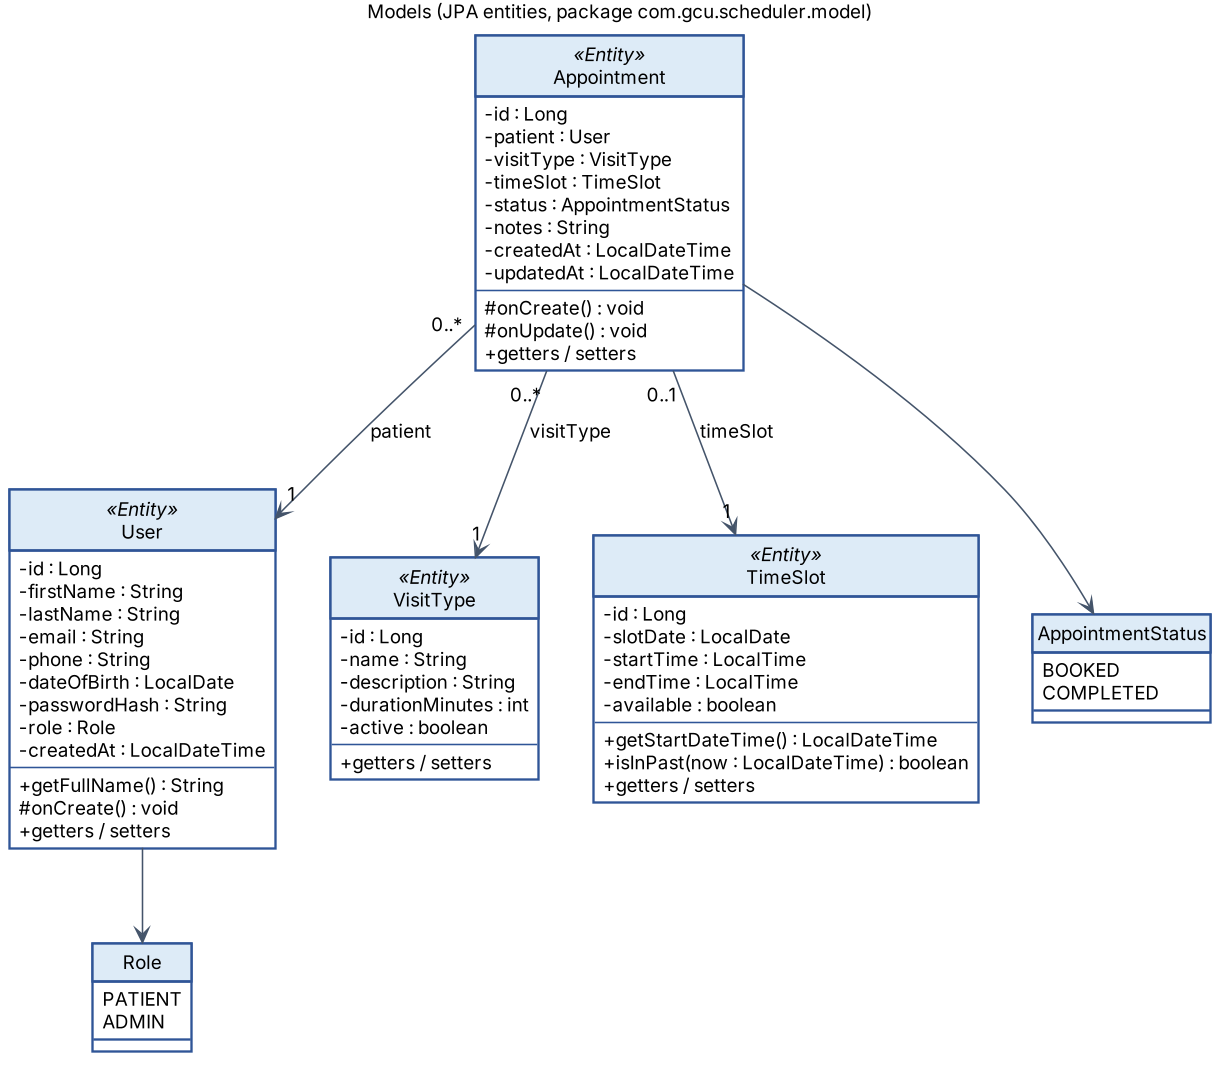 Models (JPA entities, package com.gcu.scheduler.model)
«Entity»
Appointment
-id : Long
-patient : User
-visitType : VisitType
-timeSlot : TimeSlot
-status : AppointmentStatus
-notes : String
-createdAt : LocalDateTime
-updatedAt : LocalDateTime
#onCreate() : void
#onUpdate() : void
+getters / setters
0..*
0..*
0..1
patient
visitType
timeSlot
1
1
1
«Entity»
User
-id : Long
-firstName : String
-lastName : String
-email : String
-phone : String
-dateOfBirth : LocalDate
-passwordHash : String
-role : Role
-createdAt : LocalDateTime
+getFullName() : String
#onCreate() : void
+getters / setters
«Entity»
VisitType
-id : Long
-name : String
-description : String
-durationMinutes : int
-active : boolean
+getters / setters
«Entity»
TimeSlot
-id : Long
-slotDate : LocalDate
-startTime : LocalTime
-endTime : LocalTime
-available : boolean
+getStartDateTime() : LocalDateTime
+isInPast(now : LocalDateTime) : boolean
+getters / setters
AppointmentStatus
BOOKED
COMPLETED
Role
PATIENT
ADMIN